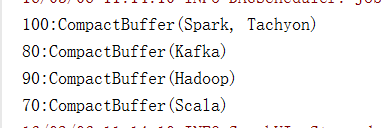 100:CompactBuffer(Spark, Tachyon)
80:CompactBuffer(Kafka)
90:CompactBuffer(Hadoop)
70:CompactBuffer(Scala)